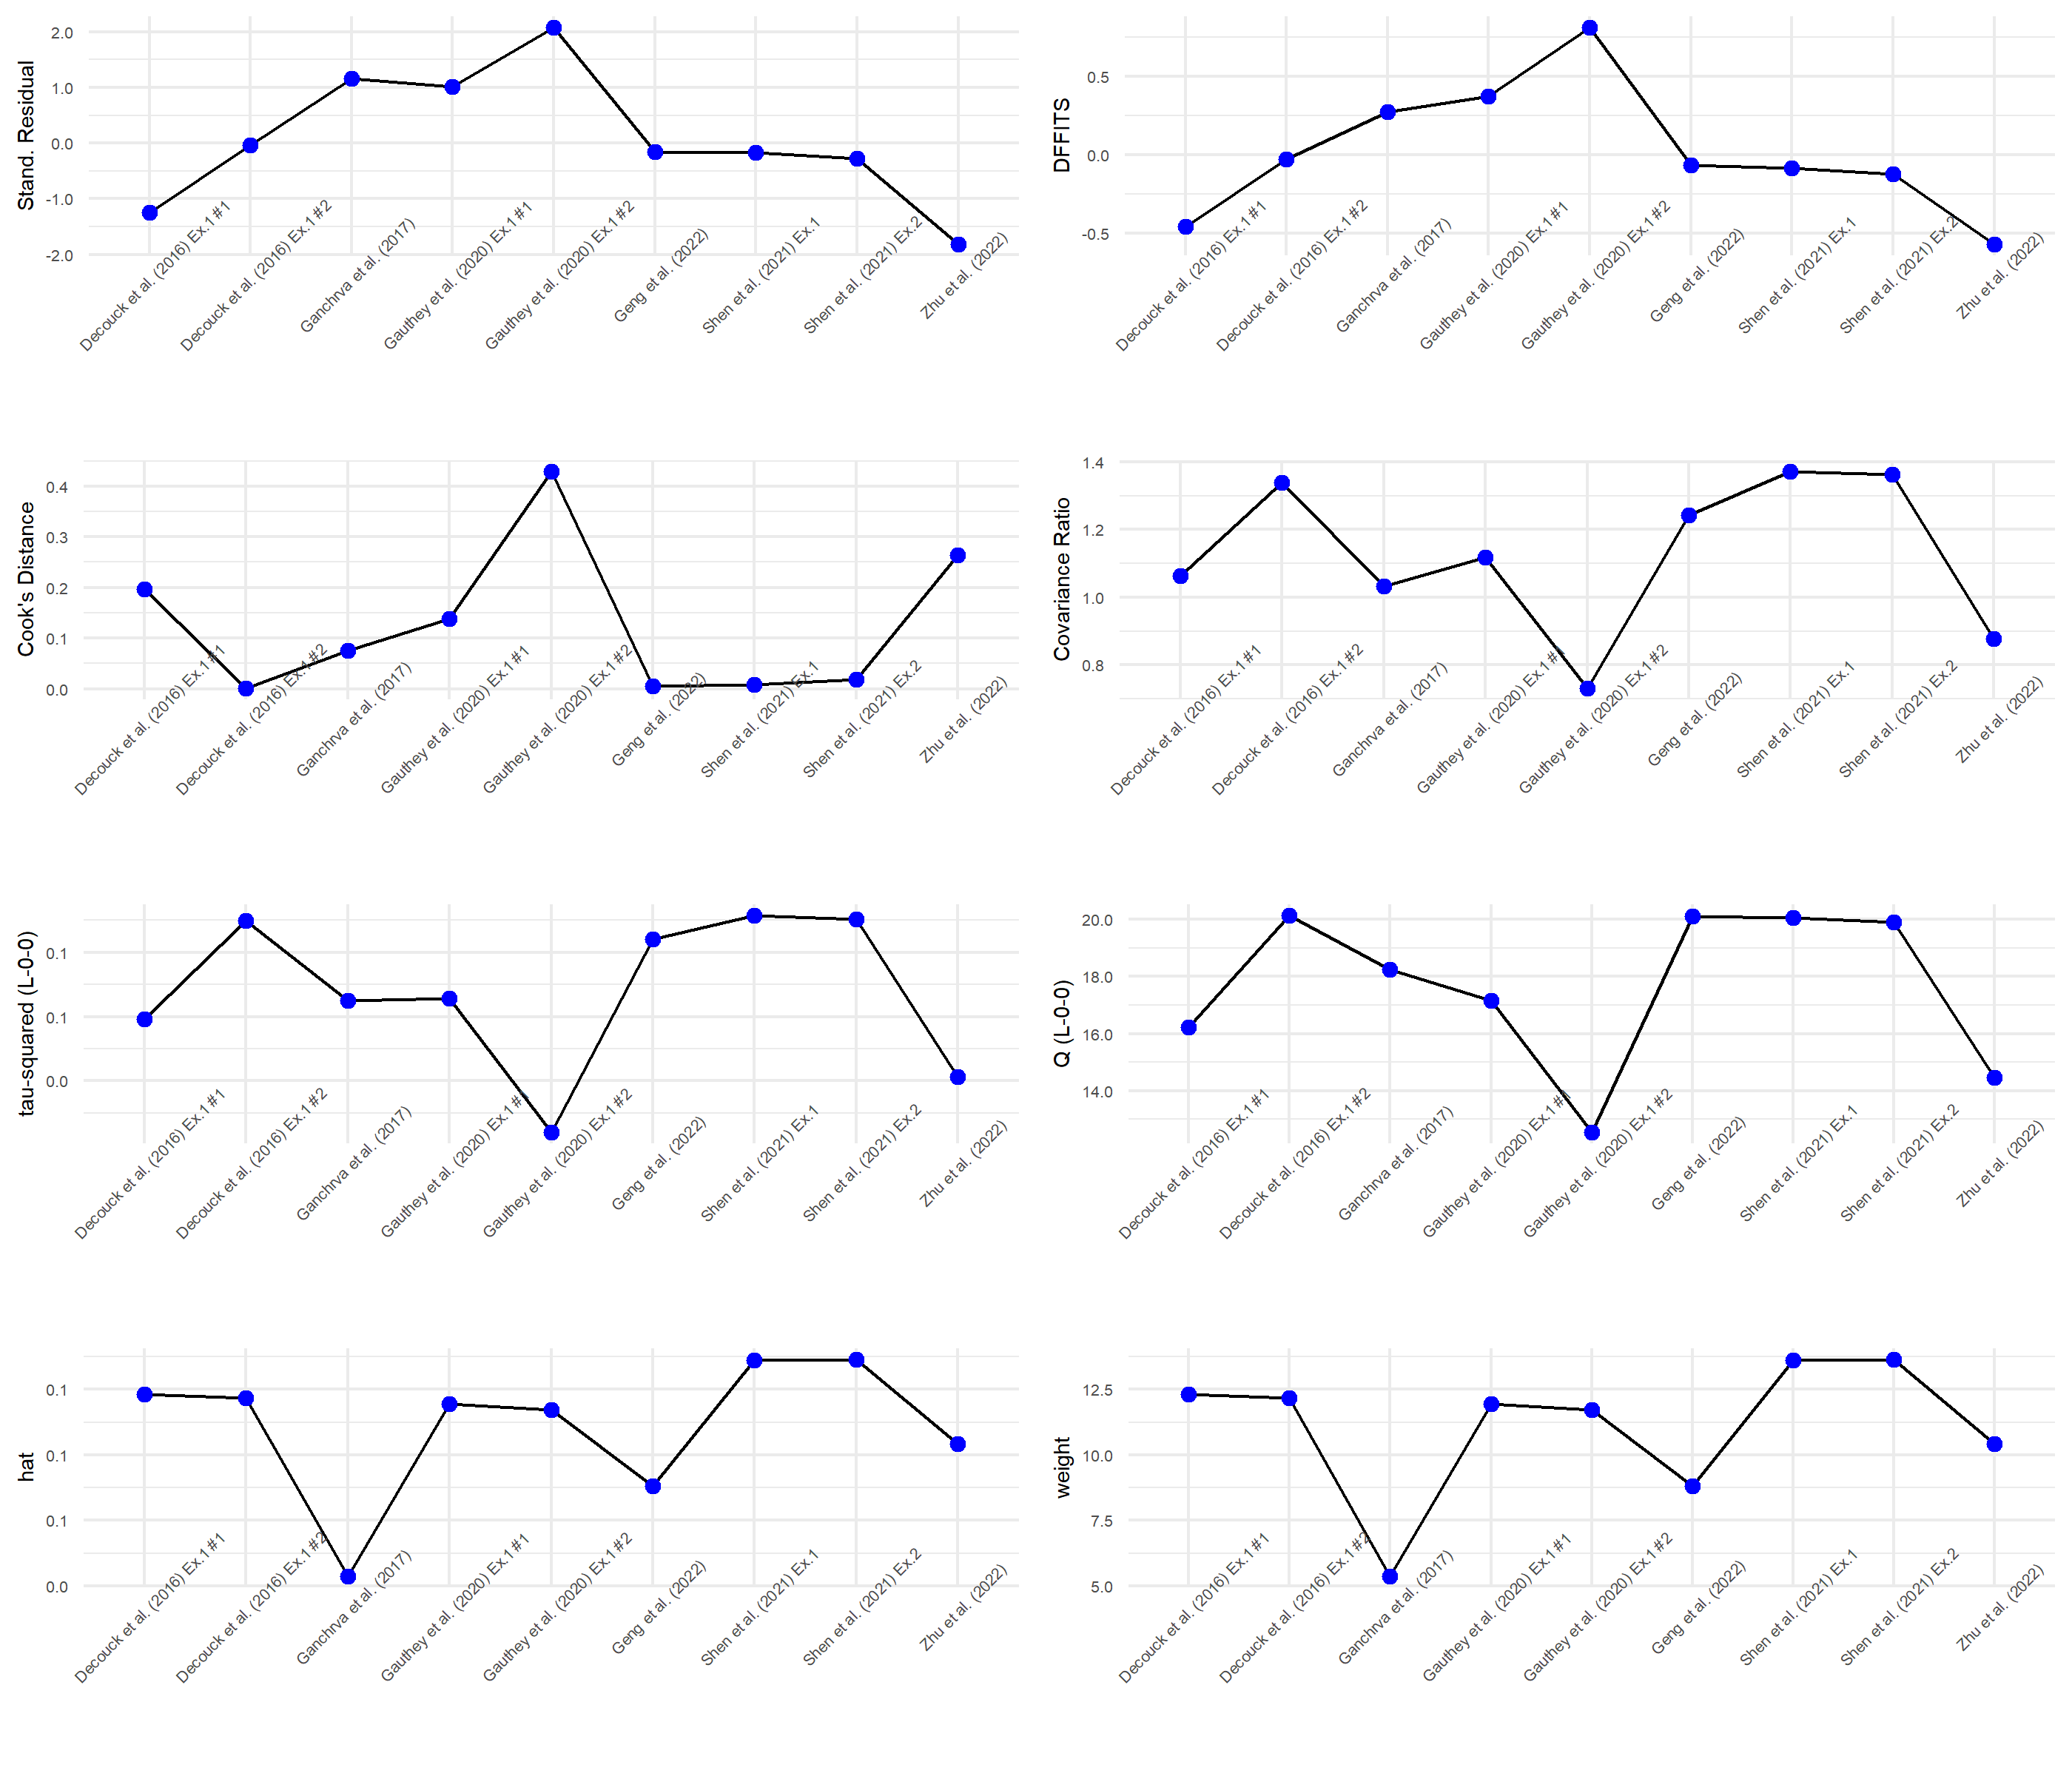 Stand. Residual
2.0
1.0
0.0
-1.0
-2.0
Decouck et al. (2016) Ex.1 #1
Decouck et al. (2016) Ex.1 #2
Ganchrva et al. (2017)
Gauthey et al. (2020) Ex.1 #1
Gauthey et al. (2020) Ex.1 #2
Geng et al. (2022)
Shen et al. (2021) Ex.1
Shen et al. (2021) Ex.2
Zhu et al. (2022)
DFFITS
0.5
0.0
-0.5
Decouck et al. (2016) Ex.1 #1
Decouck et al. (2016) Ex.1 #2
Ganchrva et al. (2017)
Gauthey et al. (2020) Ex.1 #1
Gauthey et al. (2020) Ex.1 #2
Geng et al. (2022)
Shen et al. (2021) Ex.1
Shen et al. (2021) Ex.2
Zhu et al. (2022)
Cook's Distance
0.4
0.3
0.2
0.1
0.0
Decouck et al. (2016) Ex.1 #1
Decouck et al. (2016) Ex.1 #2
Ganchrva et al. (2017)
Gauthey et al. (2020) Ex.1 #1
Gauthey et al. (2020) Ex.1 #2
Geng et al. (2022)
Shen et al. (2021) Ex.1
Shen et al. (2021) Ex.2
Zhu et al. (2022)
Covariance Ratio
1.4
1.2
1.0
0.8
Decouck et al. (2016) Ex.1 #1
Decouck et al. (2016) Ex.1 #2
Ganchrva et al. (2017)
Gauthey et al. (2020) Ex.1 #1
Gauthey et al. (2020) Ex.1 #2
Geng et al. (2022)
Shen et al. (2021) Ex.1
Shen et al. (2021) Ex.2
Zhu et al. (2022)
tau-squared (L-0-0)
0.1
0.1
0.0
Decouck et al. (2016) Ex.1 #1
Decouck et al. (2016) Ex.1 #2
Ganchrva et al. (2017)
Gauthey et al. (2020) Ex.1 #1
Gauthey et al. (2020) Ex.1 #2
Geng et al. (2022)
Shen et al. (2021) Ex.1
Shen et al. (2021) Ex.2
Zhu et al. (2022)
Q (L-0-0)
20.0
18.0
16.0
14.0
Decouck et al. (2016) Ex.1 #1
Decouck et al. (2016) Ex.1 #2
Ganchrva et al. (2017)
Gauthey et al. (2020) Ex.1 #1
Gauthey et al. (2020) Ex.1 #2
Geng et al. (2022)
Shen et al. (2021) Ex.1
Shen et al. (2021) Ex.2
Zhu et al. (2022)
hat
0.1
0.1
0.1
0.0
Decouck et al. (2016) Ex.1 #1
Decouck et al. (2016) Ex.1 #2
Ganchrva et al. (2017)
Gauthey et al. (2020) Ex.1 #1
Gauthey et al. (2020) Ex.1 #2
Geng et al. (2022)
Shen et al. (2021) Ex.1
Shen et al. (2021) Ex.2
Zhu et al. (2022)
weight
12.5
10.0
7.5
5.0
Decouck et al. (2016) Ex.1 #1
Decouck et al. (2016) Ex.1 #2
Ganchrva et al. (2017)
Gauthey et al. (2020) Ex.1 #1
Gauthey et al. (2020) Ex.1 #2
Geng et al. (2022)
Shen et al. (2021) Ex.1
Shen et al. (2021) Ex.2
Zhu et al. (2022)